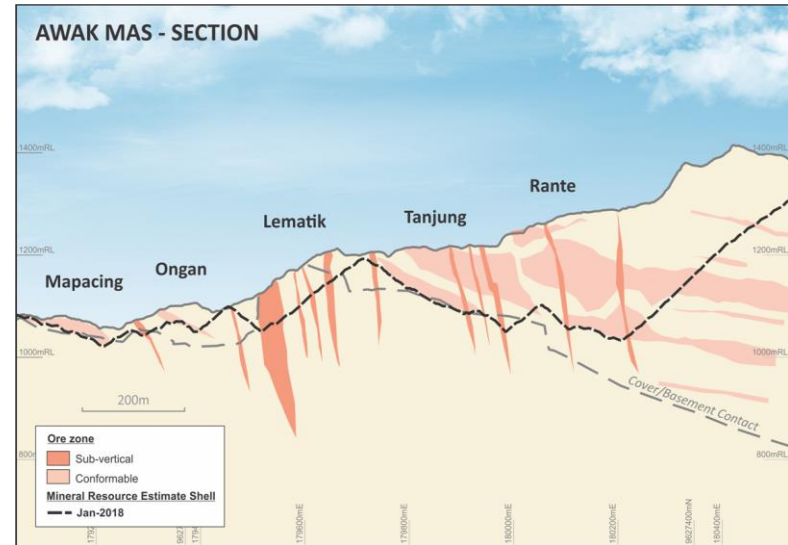 AWAK MAS - SECTION
1400mRL
1400mRL
Rante
Tanjung
Lematik
1200mRL
1200mRL
Ongan
Mapacing
1000mRL
1000mRL
200m
Cover/Basement Contact
Ore zone
Sub-vertical
Conformable
Mineral Resource Estimate Shell
Jan-2018
800mRL
179600mE
179800mE
180000mE
180200mE
9627400mN
180400mE